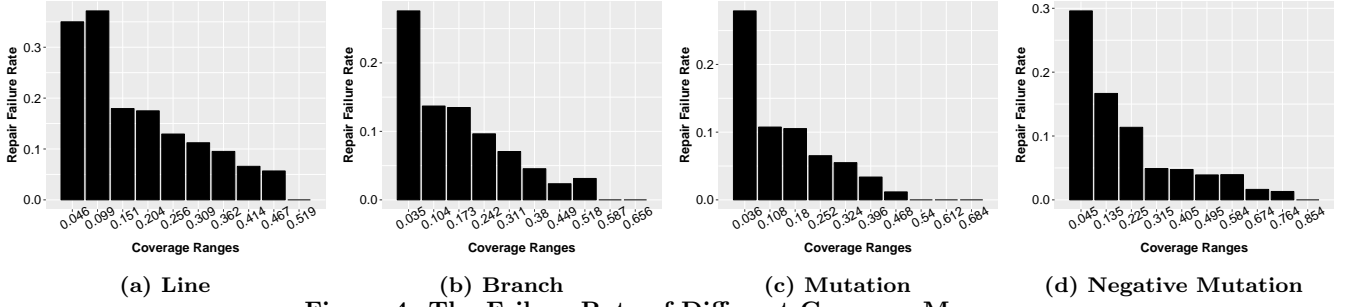 Repair Failure Rate
0.3
0.2
0.1
0.0
0.046 0.099 0.151 0.204 0.256 0.309 0.362 0.414 0.467 0.519
Coverage Ranges
(a) Line
Repair Failure Rate
0.2
0.1
0.0
0.035 0.104 0.173 0.242 0.311 0.38 0.449 0.518 0.587 0.656
Coverage Ranges
(b) Branch
Repair Failure Rate
0.2
0.1
0.0
0.036 0.108 0.18 0.252 0.324 0.396 0.468 0.54 0.612 0.684
Coverage Ranges
(c) Mutation
Repair Failure Rate
0.3
0.2
0.1
0.0
0.045 0.135 0.225 0.315 0.405 0.495 0.584 0.674 0.764 0.854
Coverage Ranges
(d) Negative Mutation